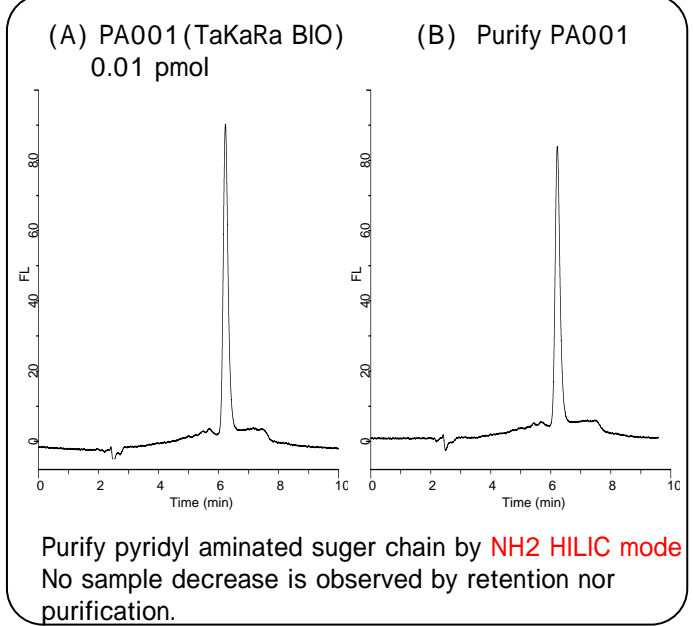 (A) PA001(TaKaRa BIO)
0.01 pmol
(B) Purify PA001
80
60
40
20
0
FL
0 2 4 6 8 10
Time (min)
80
60
40
20
0
FL
0 2 4 6 8 10
Time (min)
Purify pyridyl aminated suger chain by NH2 HILIC mode
No sample decrease is observed by retention nor
purification.